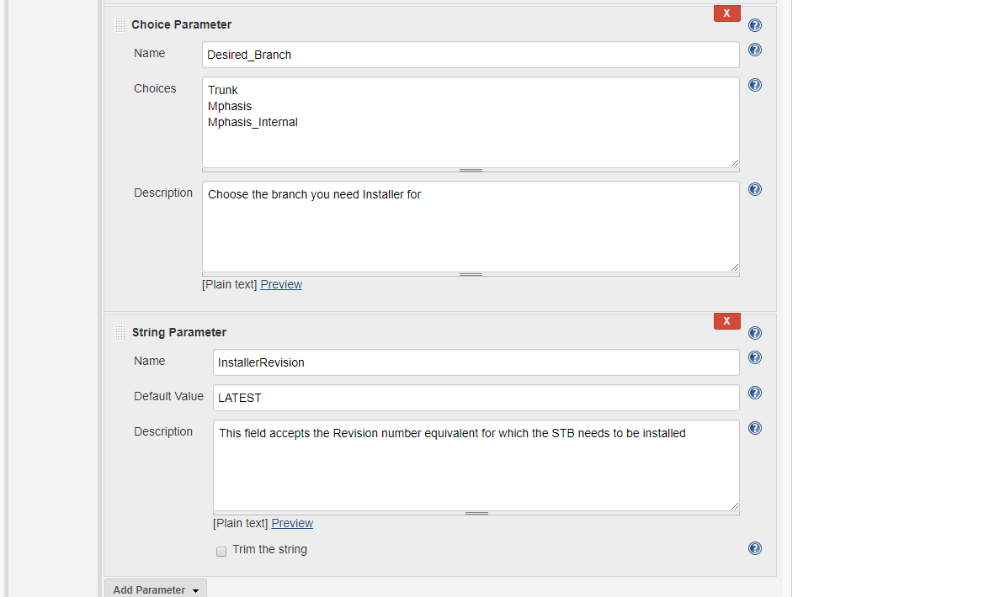 X
Choice Parameter
Name
Desired_Branch
Choices
Trunk
Mphasis
Mphasis_Internal
Description
Choose the branch you need Installer for
[Plain text] Preview
X
String Parameter
Name
InstallerRevision
Default Value
LATEST
Description
This field accepts the Revision number equivalent for which the STB needs to be installed
[Plain text] Preview
Trim the string
Add Parameter